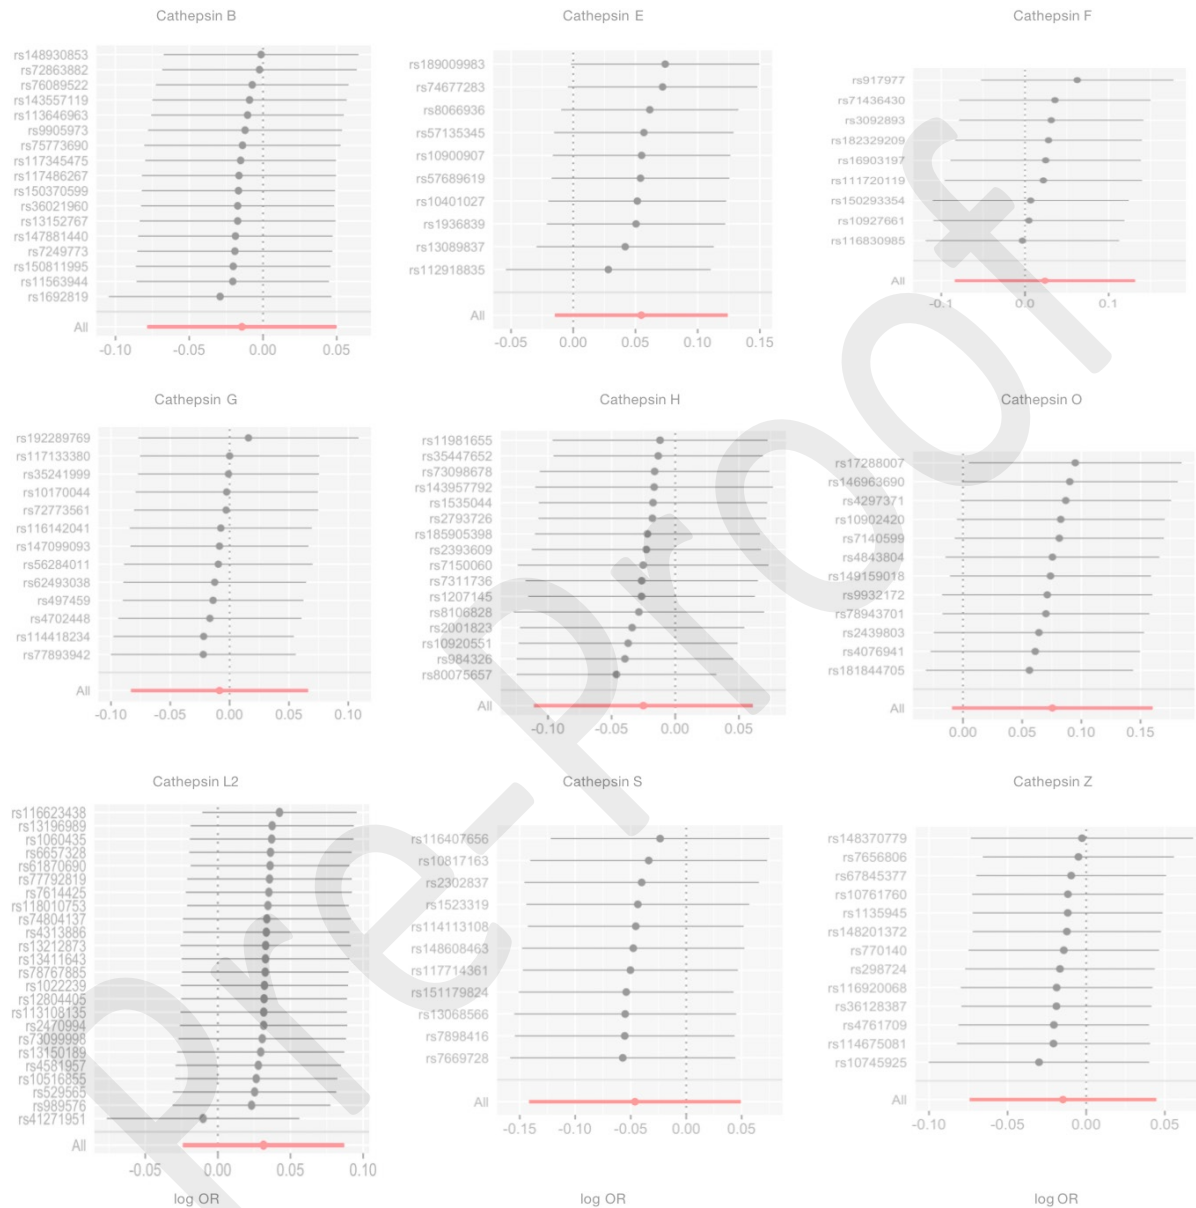 Cathepsin B
rs148930853
rs72863882
rs76089522
rs143557119
rs113646963
rs9905973
rs75773690
rs117345475
rs117486267
rs150370599
rs36021960
rs13152767
rs147881440
rs7249773
rs150811995
rs11563944
rs1692819
All
-0.10 -0.05 0.00 0.05
Cathepsin E
rs189009983
rs74677283
rs8066936
rs57135345
rs10900907
rs57689619
rs10401027
rs1936839
rs13089837
rs112918835
All
-0.05 0.00 0.05 0.10 0.15
Cathepsin F
rs917977
rs71436430
rs3092893
rs182329209
rs16903197
rs111720119
rs150293354
rs10927661
rs116830985
All
-0.1 0.0 0.1
Cathepsin G
rs192289769
rs117133380
rs35241999
rs10170044
rs72773561
rs116142041
rs147099093
rs56284011
rs62493038
rs497459
rs4702448
rs114418234
rs77893942
All
-0.10 -0.05 0.00 0.05 0.10
Cathepsin H
rs11981655
rs35447652
rs73098678
rs143957792
rs1535044
rs2793726
rs185905398
rs2393609
rs7150060
rs7311736
rs1207145
rs8106828
rs2001823
rs10920551
rs984326
rs80075657
All
-0.10 -0.05 0.00 0.05
Cathepsin O
rs17288007
rs146963690
rs4297371
rs10902420
rs7140599
rs4843804
rs149159018
rs9932172
rs78943701
rs2439803
rs4076941
rs181844705
All
0.00 0.05 0.10 0.15
Cathepsin L2
rs116623438
rs13196989
rs1060435
rs6657328
rs61870690
rs77792819
rs7614425
rs118010753
rs74804137
rs4313886
rs13212873
rs13411643
rs78767885
rs1022239
rs12804405
rs113108135
rs2470994
rs73099998
rs13150189
rs4581957
rs10516855
rs529565
rs989576
rs41271951
All
-0.05 0.00 0.05 0.10
log OR
Cathepsin S
rs116407656
rs10817163
rs2302837
rs1523319
rs114113108
rs148608463
rs117714361
rs151179824
rs13068566
rs7898416
rs7669728
All
-0.15 -0.10 -0.05 0.00 0.05
log OR
Cathepsin Z
rs148370779
rs7656806
rs67845377
rs10761760
rs1135945
rs148201372
rs770140
rs298724
rs116920068
rs36128387
rs4761709
rs114675081
rs10745925
All
-0.10 -0.05 0.00 0.05
log OR
Pre-proof